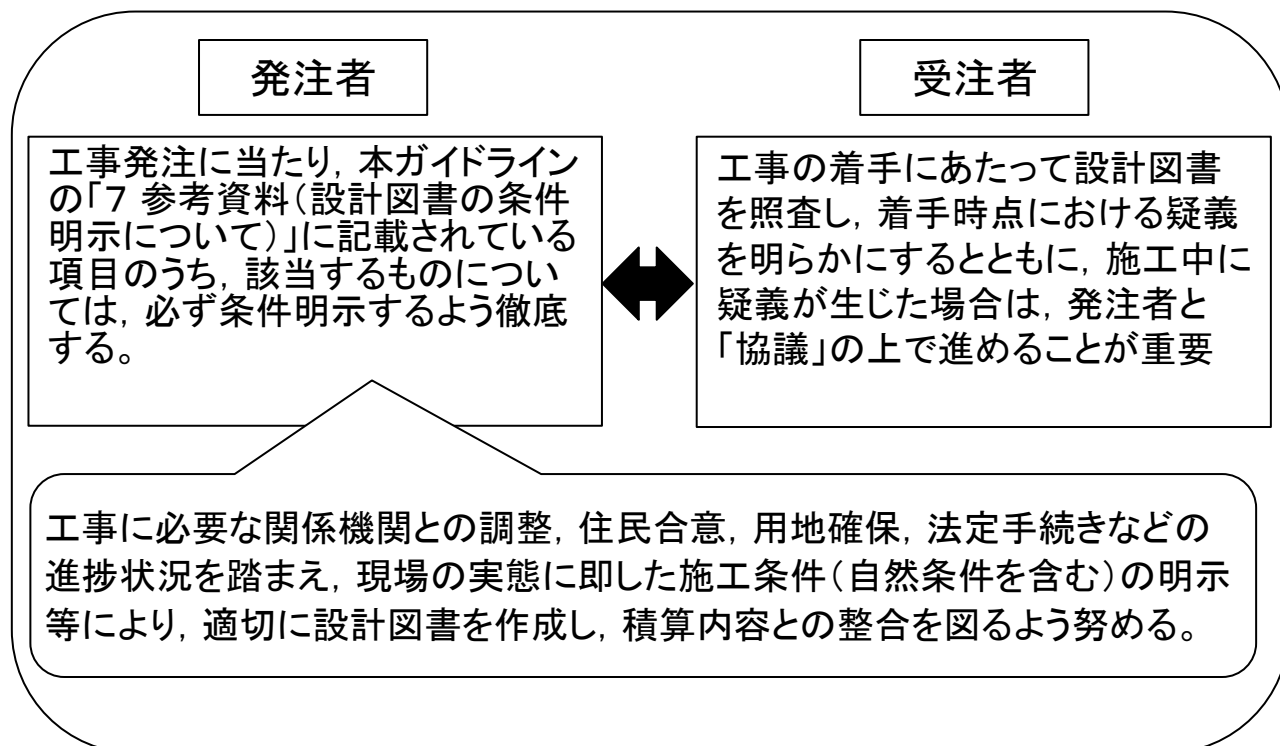 発注者
工事発注に当たり，本ガイドライン
の「７ 参考資料（設計図書の条件
明示について）」に記載されている
項目のうち，該当するものについ
ては，必ず条件明示するよう徹底
する。
受注者
工事の着手にあたって設計図書
を照査し，着手時点における疑義
を明らかにするとともに，施工中に
疑義が生じた場合は，発注者と
「協議」の上で進めることが重要
工事に必要な関係機関との調整，住民合意，用地確保，法定手続きなどの
進捗状況を踏まえ，現場の実態に即した施工条件（自然条件を含む）の明示
等により，適切に設計図書を作成し，積算内容との整合を図るよう努める。